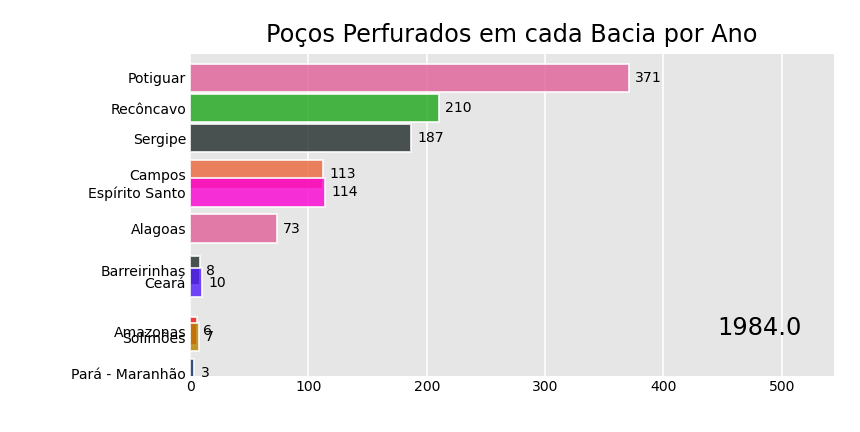 Poços Perfurados em cada Bacia por Ano
Potiguar 371
Recôncavo 210
Sergipe 187
Campos 113
Espírito Santo 114
Alagoas 73
Barreirinhas 8
Ceará 10
1984.0
Amazonas 6
Solimões 7
Pará - Maranhão 3
0 100 200 300 400 500